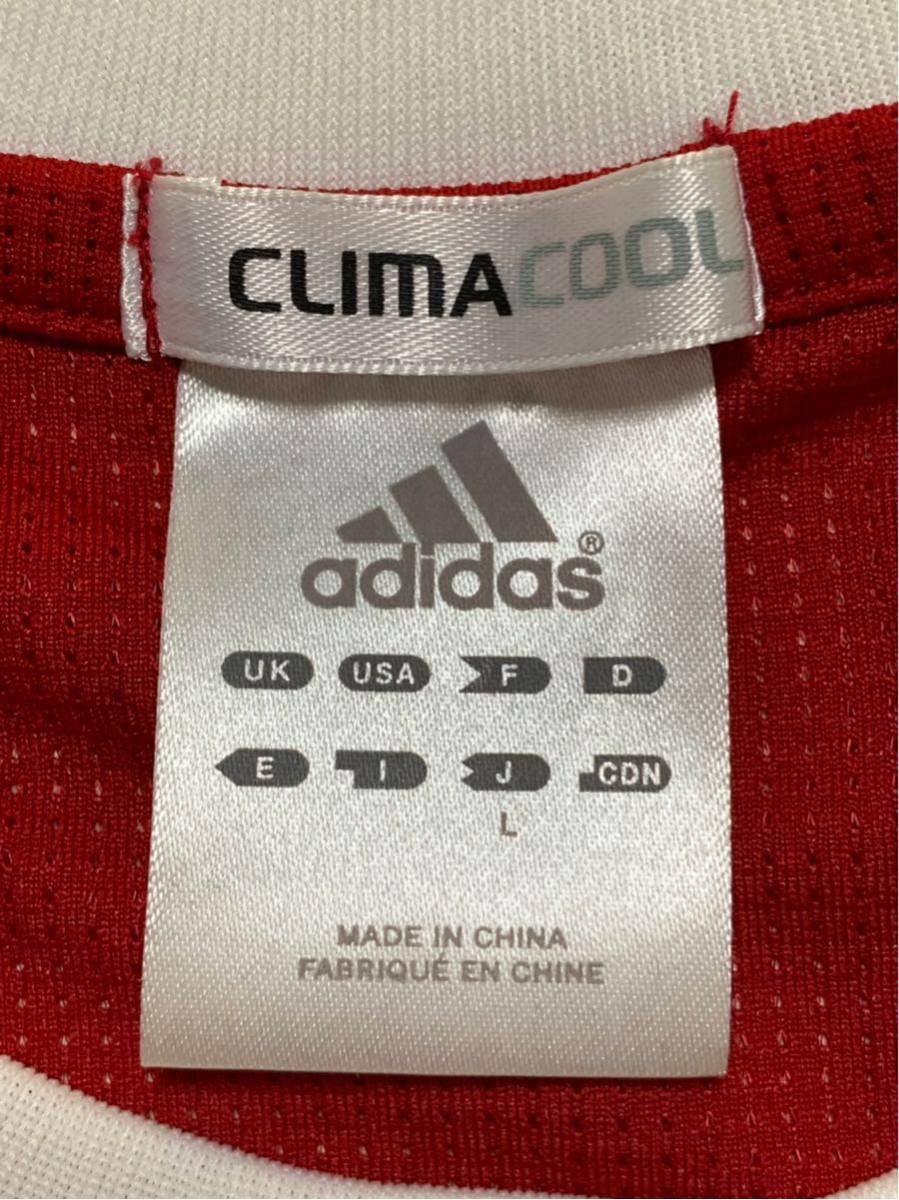 CLIMACOOL
adidas®
UK USA F D
E I J CDN
L
MADE IN CHINA
FABRIQUÉ EN CHINE